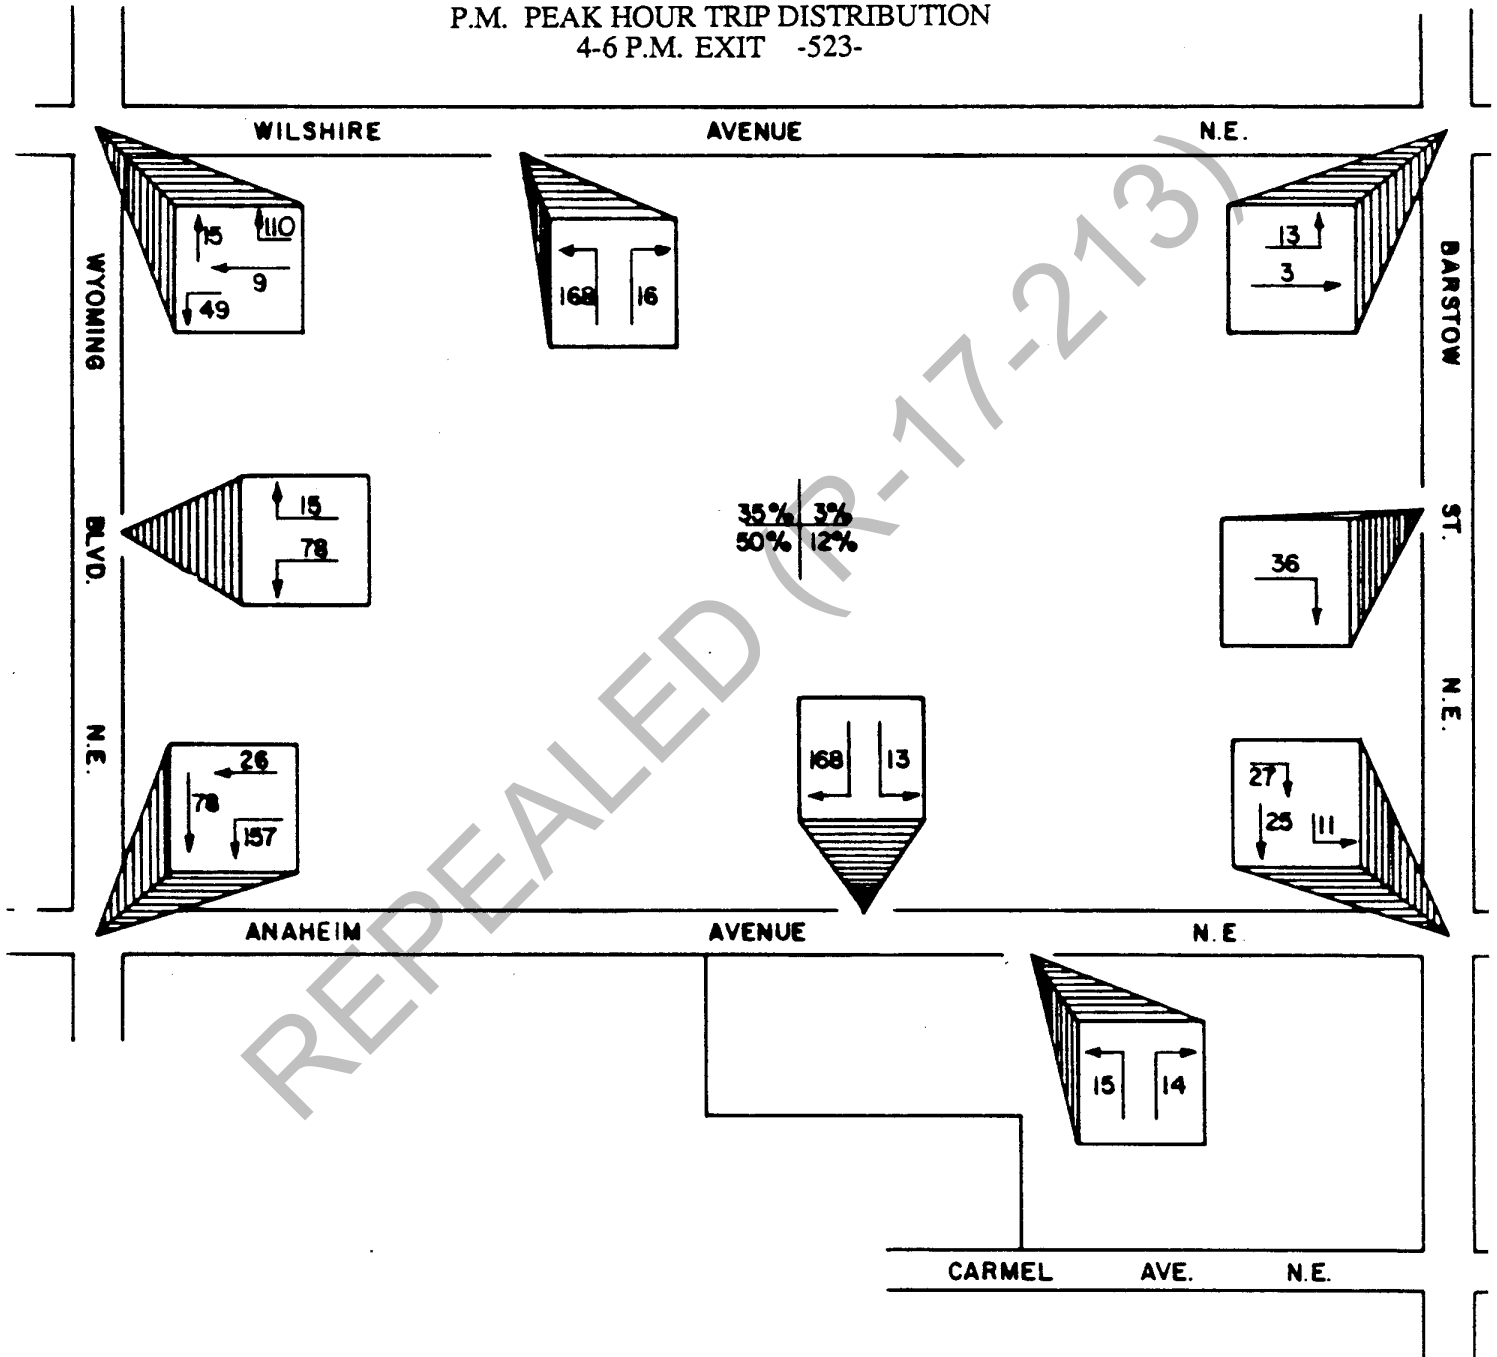 P.M. PEAK HOUR TRIP DISTRIBUTION
4-6 P.M. EXIT -523-
WILSHIRE AVENUE N.E.
WYOMING BLVD. N.E.
BARSTOW ST. N.E.
15 110
9
49
168 16
13
3
15
78
35% 3%
50% 12%
36
26
78
157
168 13
27
25 11
ANAHEIM AVENUE N.E.
15 14
CARMEL AVE. N.E.
REPEALED (R-17-213)